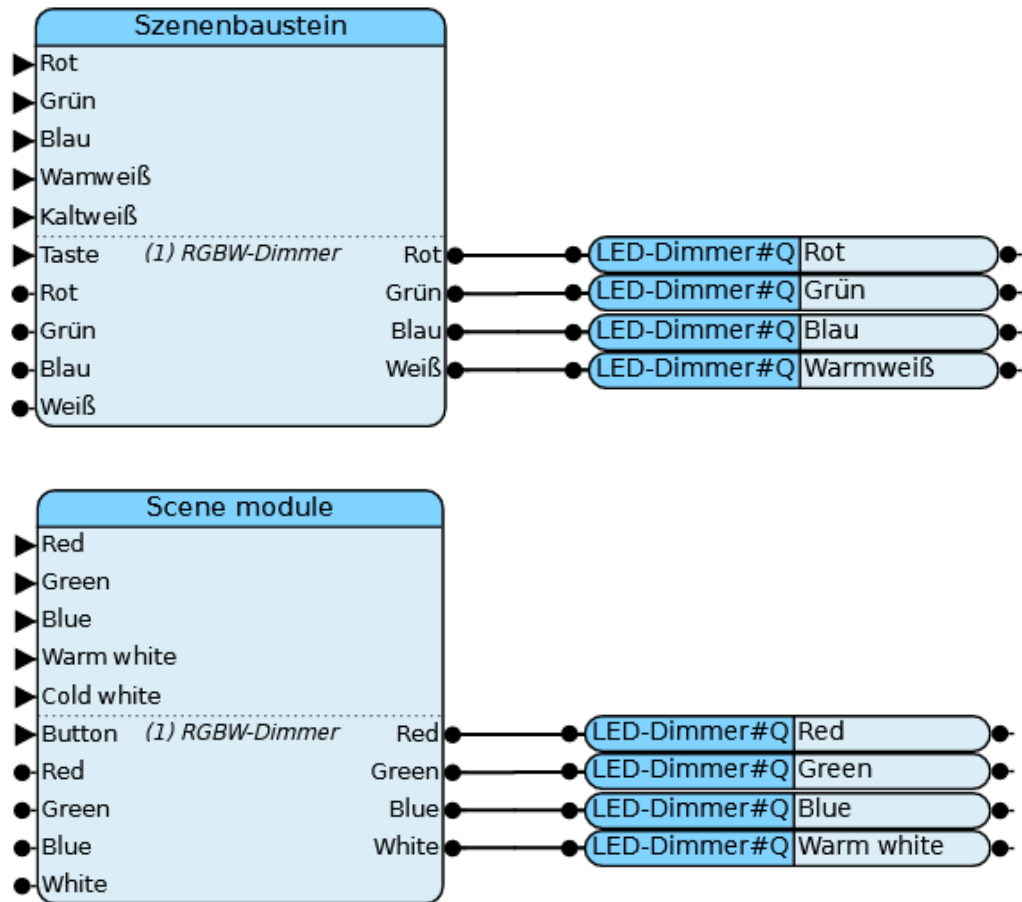 Szenenbaustein
Rot
Grün
Blau
Wamweiß
Kaltweiß
Taste (1) RGBW-Dimmer Rot LED-Dimmer#Q Rot
Rot Grün LED-Dimmer#Q Grün
Grün Blau LED-Dimmer#Q Blau
Blau Weiß LED-Dimmer#Q Warmweiß
Weiß
Scene module
Red
Green
Blue
Warm white
Cold white
Button (1) RGBW-Dimmer Red LED-Dimmer#Q Red
Red Green LED-Dimmer#Q Green
Green Blue LED-Dimmer#Q Blue
Blue White LED-Dimmer#Q Warm white
White